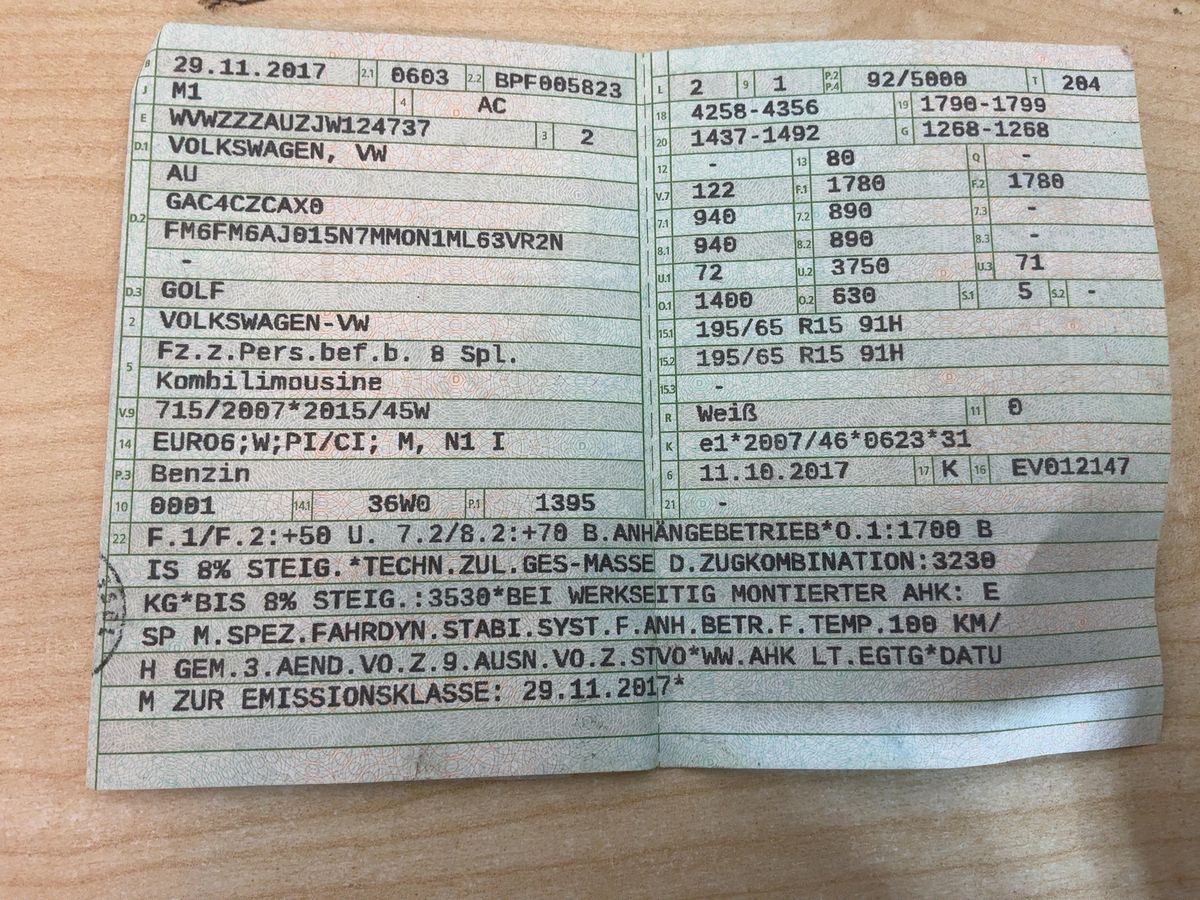 B 29.11.2017 2.1 0603 2.2 BPF005823
J M1 4 AC
E WVWZZZAUZJW124737 3 2
D.1 VOLKSWAGEN, VW
AU
D.2 GAC4CZCAX0
FM6FM6AJ015N7MMON1ML63VR2N
-
D.3 GOLF
2 VOLKSWAGEN-VW
5 Fz.z.Pers.bef.b. 8 Spl.
Kombilimousine
V.9 715/2007*2015/45W
14 EURO6;W;PI/CI; M, N1 I
P.3 Benzin
10 0001 14.1 36W0 P.1 1395
L 2 9 1 P.2 P.4 92/5000 T 204
18 4258-4356 19 1790-1799
20 1437-1492 G 1268-1268
12 - 13 80 Q -
V.7 122 F.1 1780 F.2 1780
7.1 940 7.2 890 7.3 -
8.1 940 8.2 890 8.3 -
U.1 72 U.2 3750 U.3 71
O.1 1400 O.2 630 S.1 5 S.2 -
15.1 195/65 R15 91H
15.2 195/65 R15 91H
15.3 -
R Weiß 11 0
K e1*2007/46*0623*31
6 11.10.2017 17 K 16 EV012147
21 -
22 F.1/F.2:+50 U. 7.2/8.2:+70 B.ANHÄNGEBETRIEB*O.1:1700 B
IS 8% STEIG.*TECHN.ZUL.GES-MASSE D.ZUGKOMBINATION:3230
KG*BIS 8% STEIG.:3530*BEI WERKSEITIG MONTIERTER AHK: E
SP M.SPEZ.FAHRDYN.STABI.SYST.F.ANH.BETR.F.TEMP.100 KM/
H GEM.3.AEND.VO.Z.9.AUSN.VO.Z.STVO*WW.AHK LT.EGTG*DATU
M ZUR EMISSIONSKLASSE: 29.11.2017*